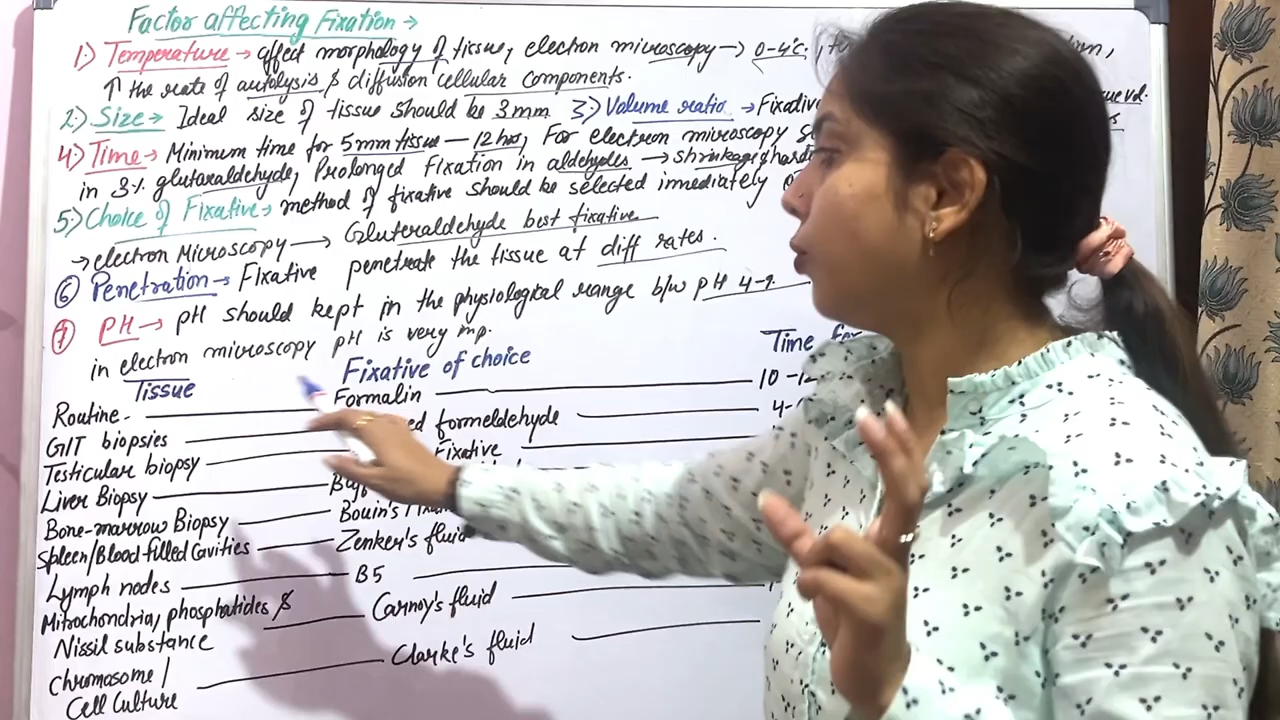 Factor affecting Fixation →
1.) Temperature → affect morphology of tissue, electron microscopy → 0-4°C,
↑ the rate of autolysis & diffusion cellular components.
2.) Size → Ideal size of tissue should be 3mm 3.) Volume ratio → Fixative
4.) Time → Minimum time for 5mm tissue — 12 hrs, For electron microscopy
in 3% glutaraldehyde, Prolonged Fixation in aldehydes → shrinkage &
5.) Choice of Fixative → method of fixative should be selected immediately
→ electron Microscopy → Gluteraldehyde best fixative
⑥ Penetration → Fixative penetrate the tissue at diff rates.
⑦ PH → pH should kept in the physiological range b/w pH 4-9.
in electron microscopy pH is very imp.
Tissue Fixative of choice Time for
Routine. — Formalin — 10-12
GIT biopsies — ed formeldehyde —
Testicular biopsy — Fixative —
Liver Biopsy —
Bone-marrow Biopsy — Bouin's
Spleen/Blood filled Cavities — Zenker's fluid
Lymph nodes — B5 —
Mitochondria, phosphatides &
Nissil substance — Carnoy's fluid —
Chromasome /
Cell Culture — Clarke's fluid —